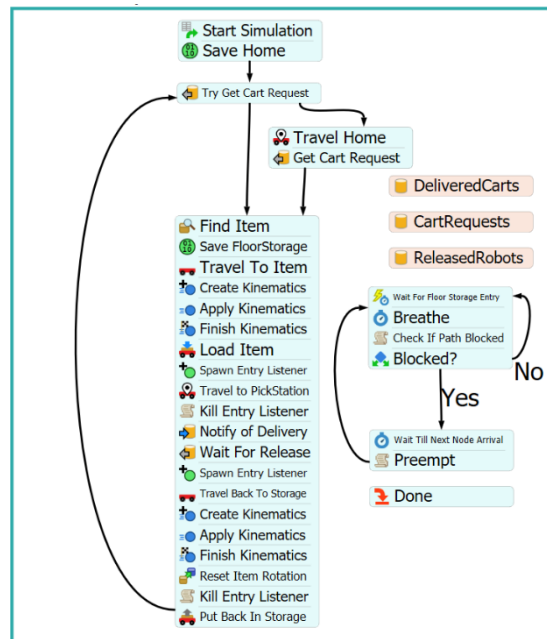 Start Simulation
Save Home
Try Get Cart Request
Travel Home
Get Cart Request
DeliveredCarts
CartRequests
ReleasedRobots
Find Item
Save FloorStorage
Travel To Item
Create Kinematics
Apply Kinematics
Finish Kinematics
Load Item
Spawn Entry Listener
Travel to PickStation
Kill Entry Listener
Notify of Delivery
Wait For Release
Spawn Entry Listener
Travel Back To Storage
Create Kinematics
Apply Kinematics
Finish Kinematics
Reset Item Rotation
Kill Entry Listener
Put Back In Storage
Wait For Floor Storage Entry
Breathe
Check If Path Blocked
Blocked?
No
Yes
Wait Till Next Node Arrival
Preempt
Done